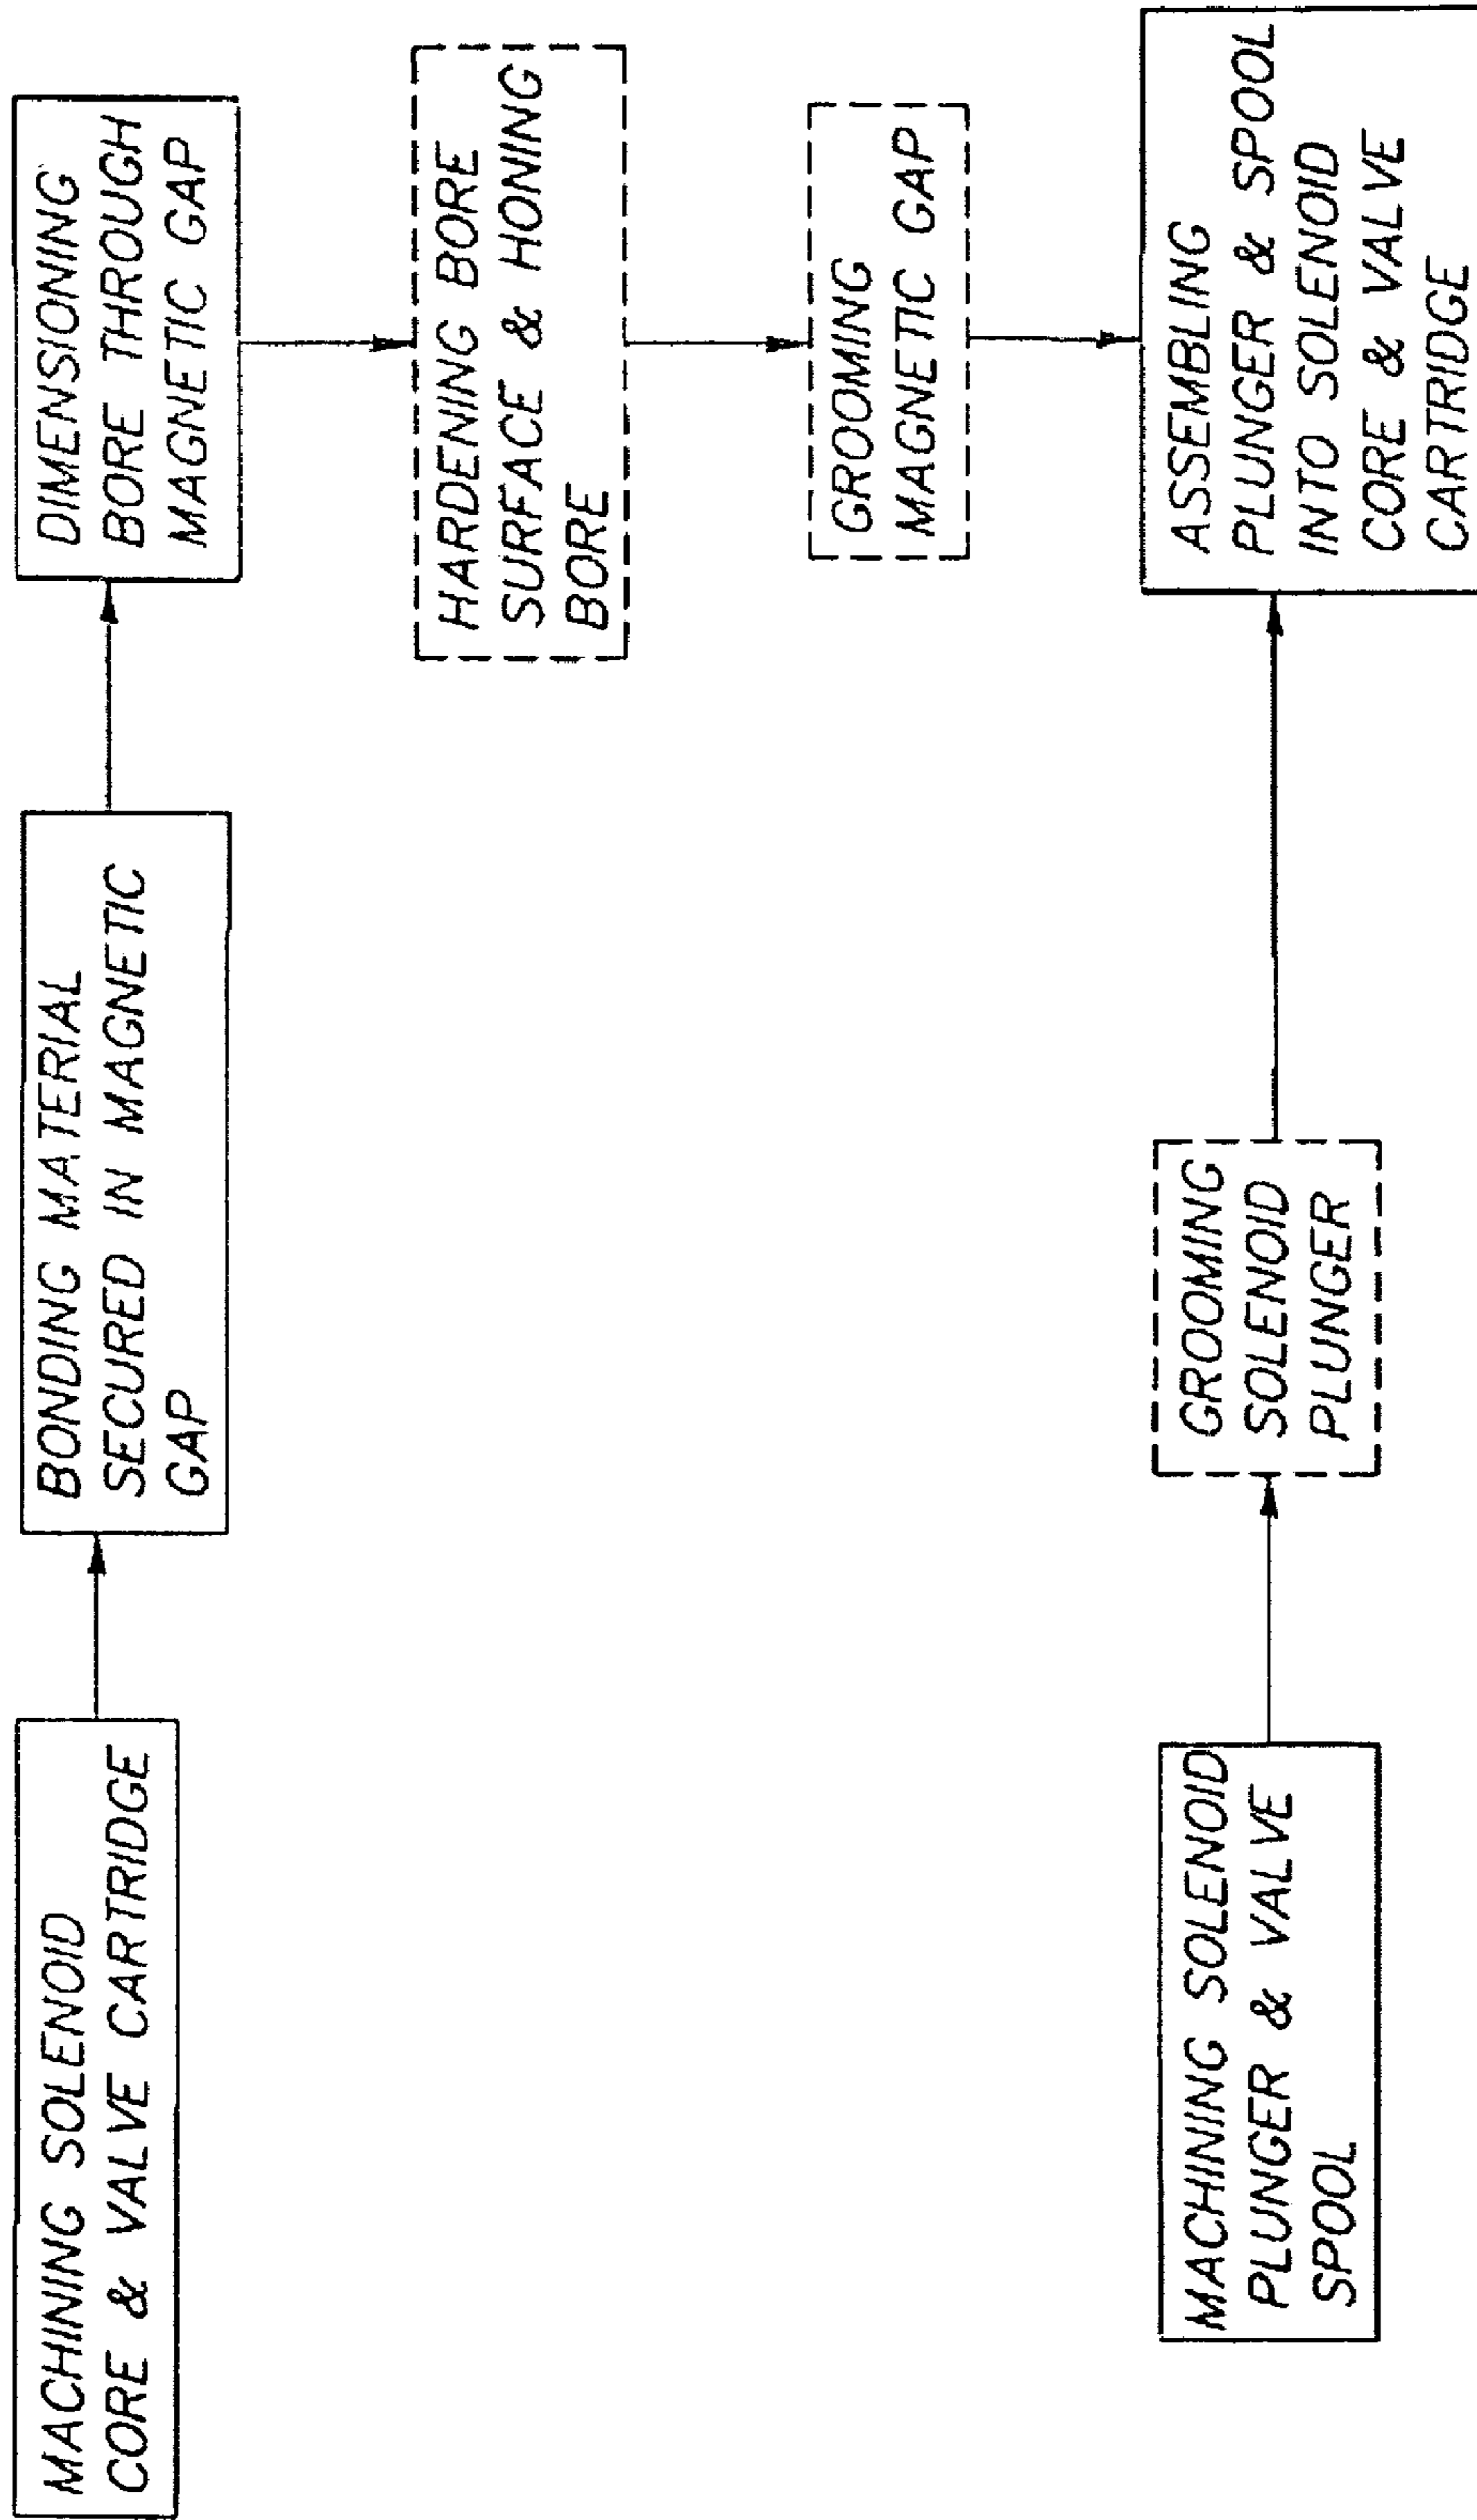 MACHINING SOLENOID
CORE & VALVE CARTRIDGE
BONDING MATERIAL
SECURED IN MAGNETIC
GAP
DIMENSIONING
BORE THROUGH
MAGNETIC GAP
HARDENING BORE
SURFACE & HONING
BORE
GROOMING
MAGNETIC GAP
MACHINING SOLENOID
PLUNGER & VALVE
SPOOL
GROOMING
SOLENOID
PLUNGER
ASSEMBLING
PLUNGER & SPOOL
INTO SOLENOID
CORE & VALVE
CARTRIDGE